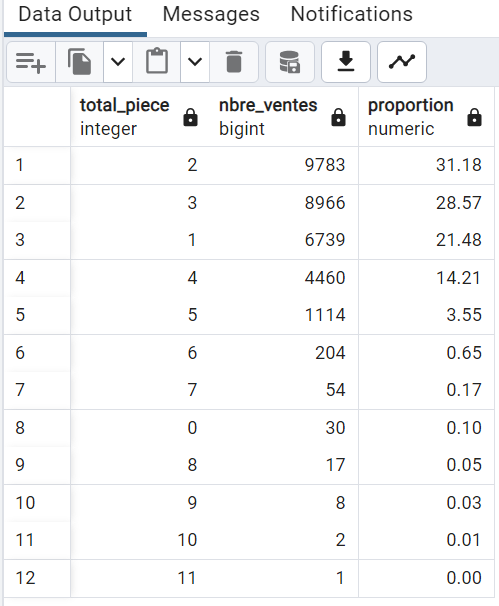 Data Output Messages Notifications
total_piece nbre_ventes proportion
integer bigint numeric
1 2 9783 31.18
2 3 8966 28.57
3 1 6739 21.48
4 4 4460 14.21
5 5 1114 3.55
6 6 204 0.65
7 7 54 0.17
8 0 30 0.10
9 8 17 0.05
10 9 8 0.03
11 10 2 0.01
12 11 1 0.00